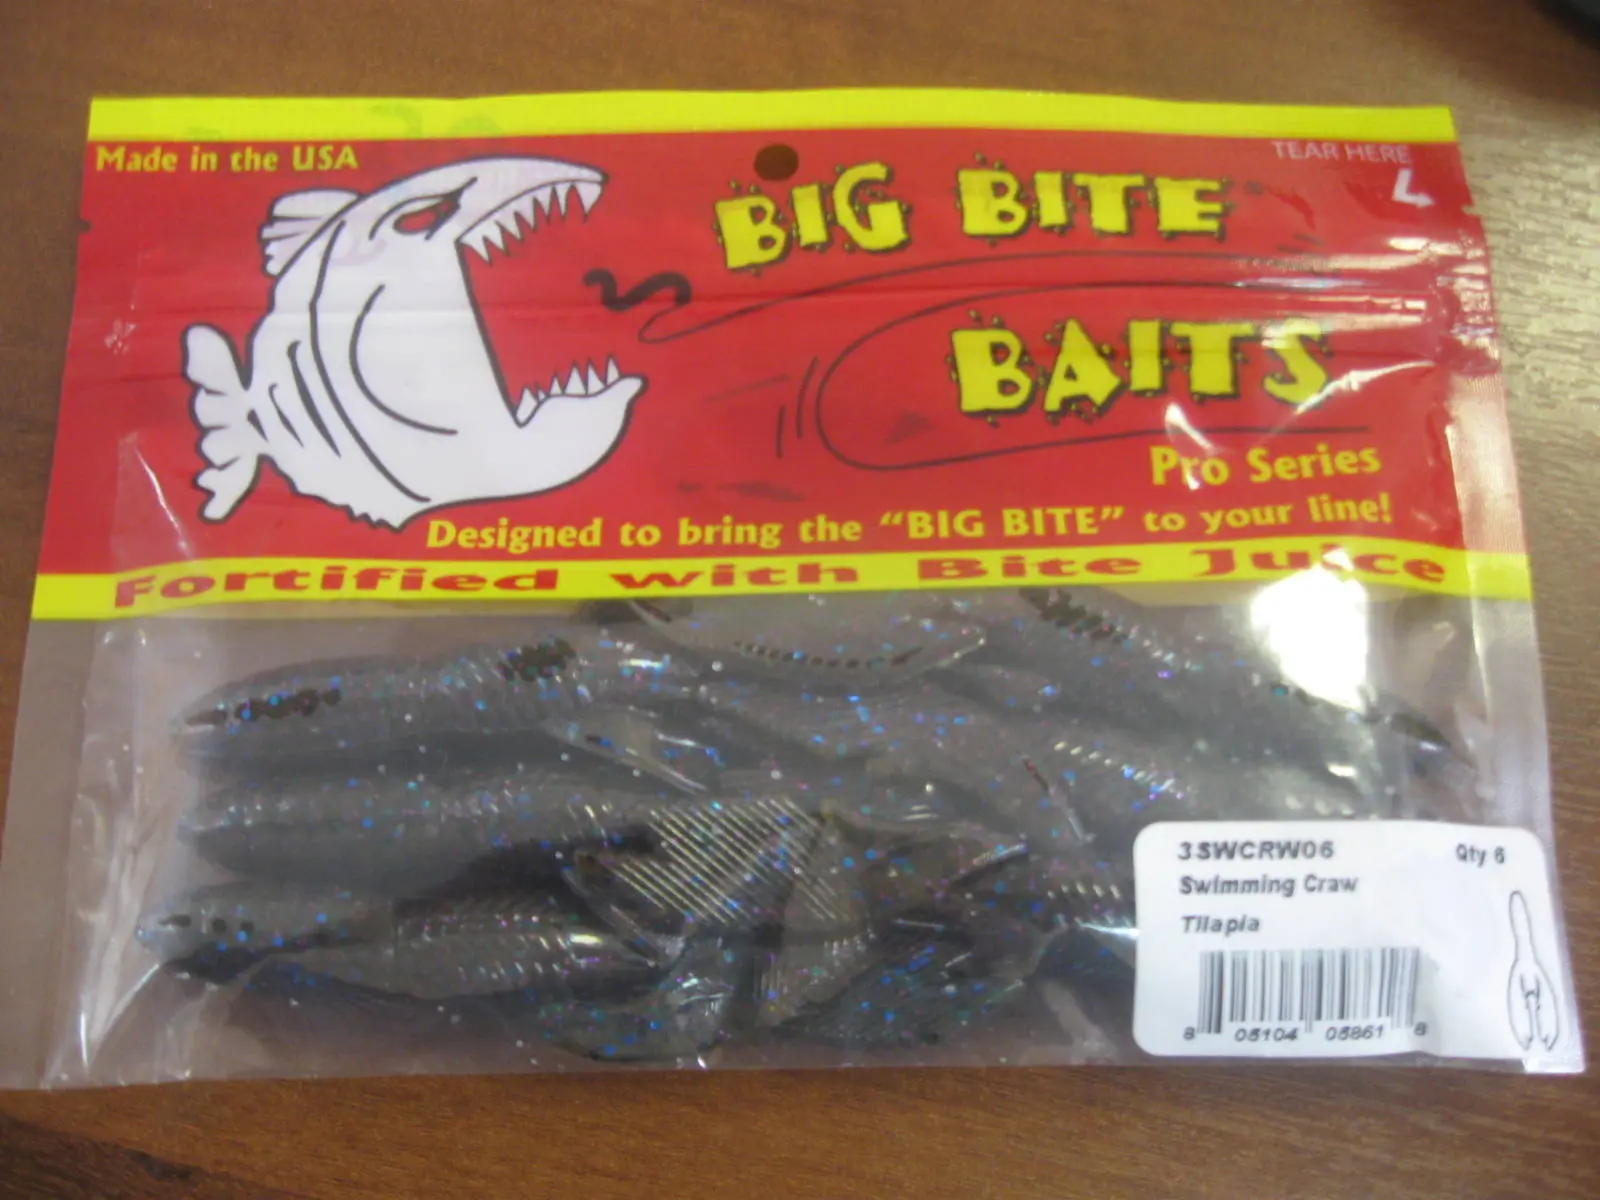 Made in the USA
TEAR HERE
BIG BITE
BAITS
Pro Series
Designed to bring the "BIG BITE" to your line!
Fortified with Bite Juice
3SWCRW06 Qty 6
Swimming Craw
Tilapia
8 05104 05861 8